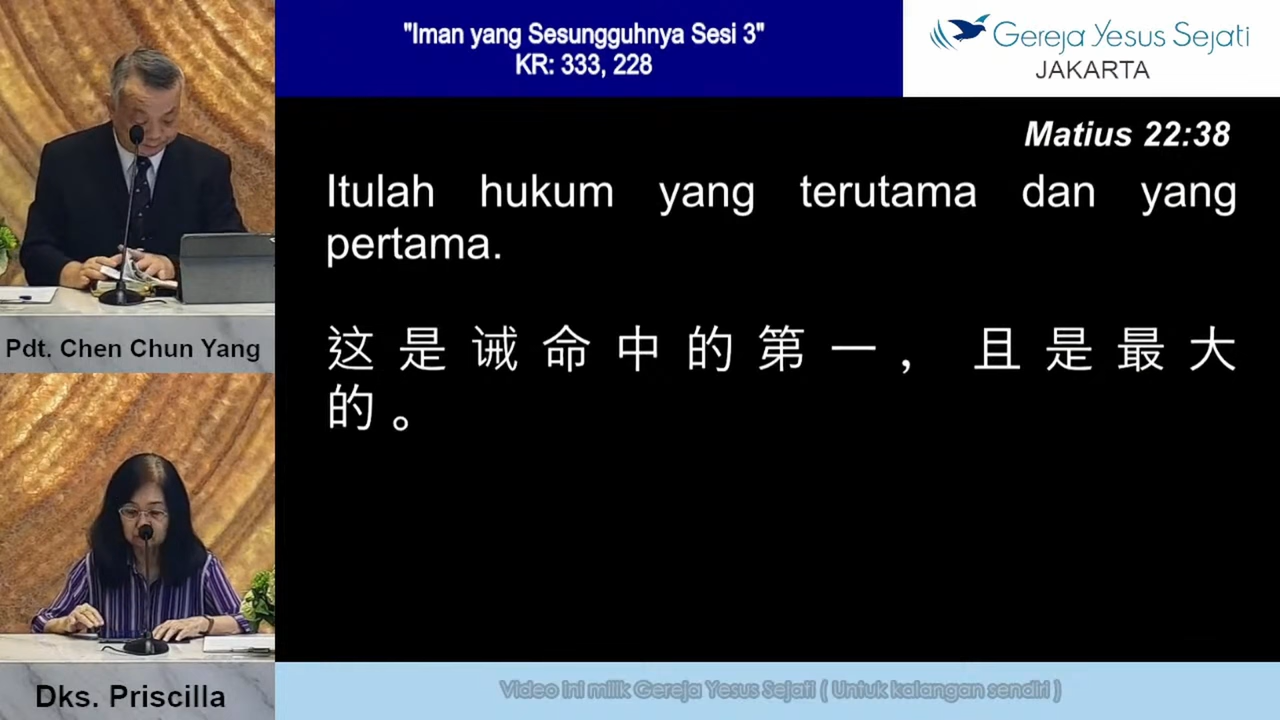 "Iman yang Sesungguhnya Sesi 3"
KR: 333, 228
Gereja Yesus Sejati
JAKARTA
Matius 22:38
Itulah hukum yang terutama dan yang
pertama.
这是诫命中的第一，且是最大
的。
Pdt. Chen Chun Yang
Dks. Priscilla
Video ini milik Gereja Yesus Sejati ( Untuk kalangan sendiri )